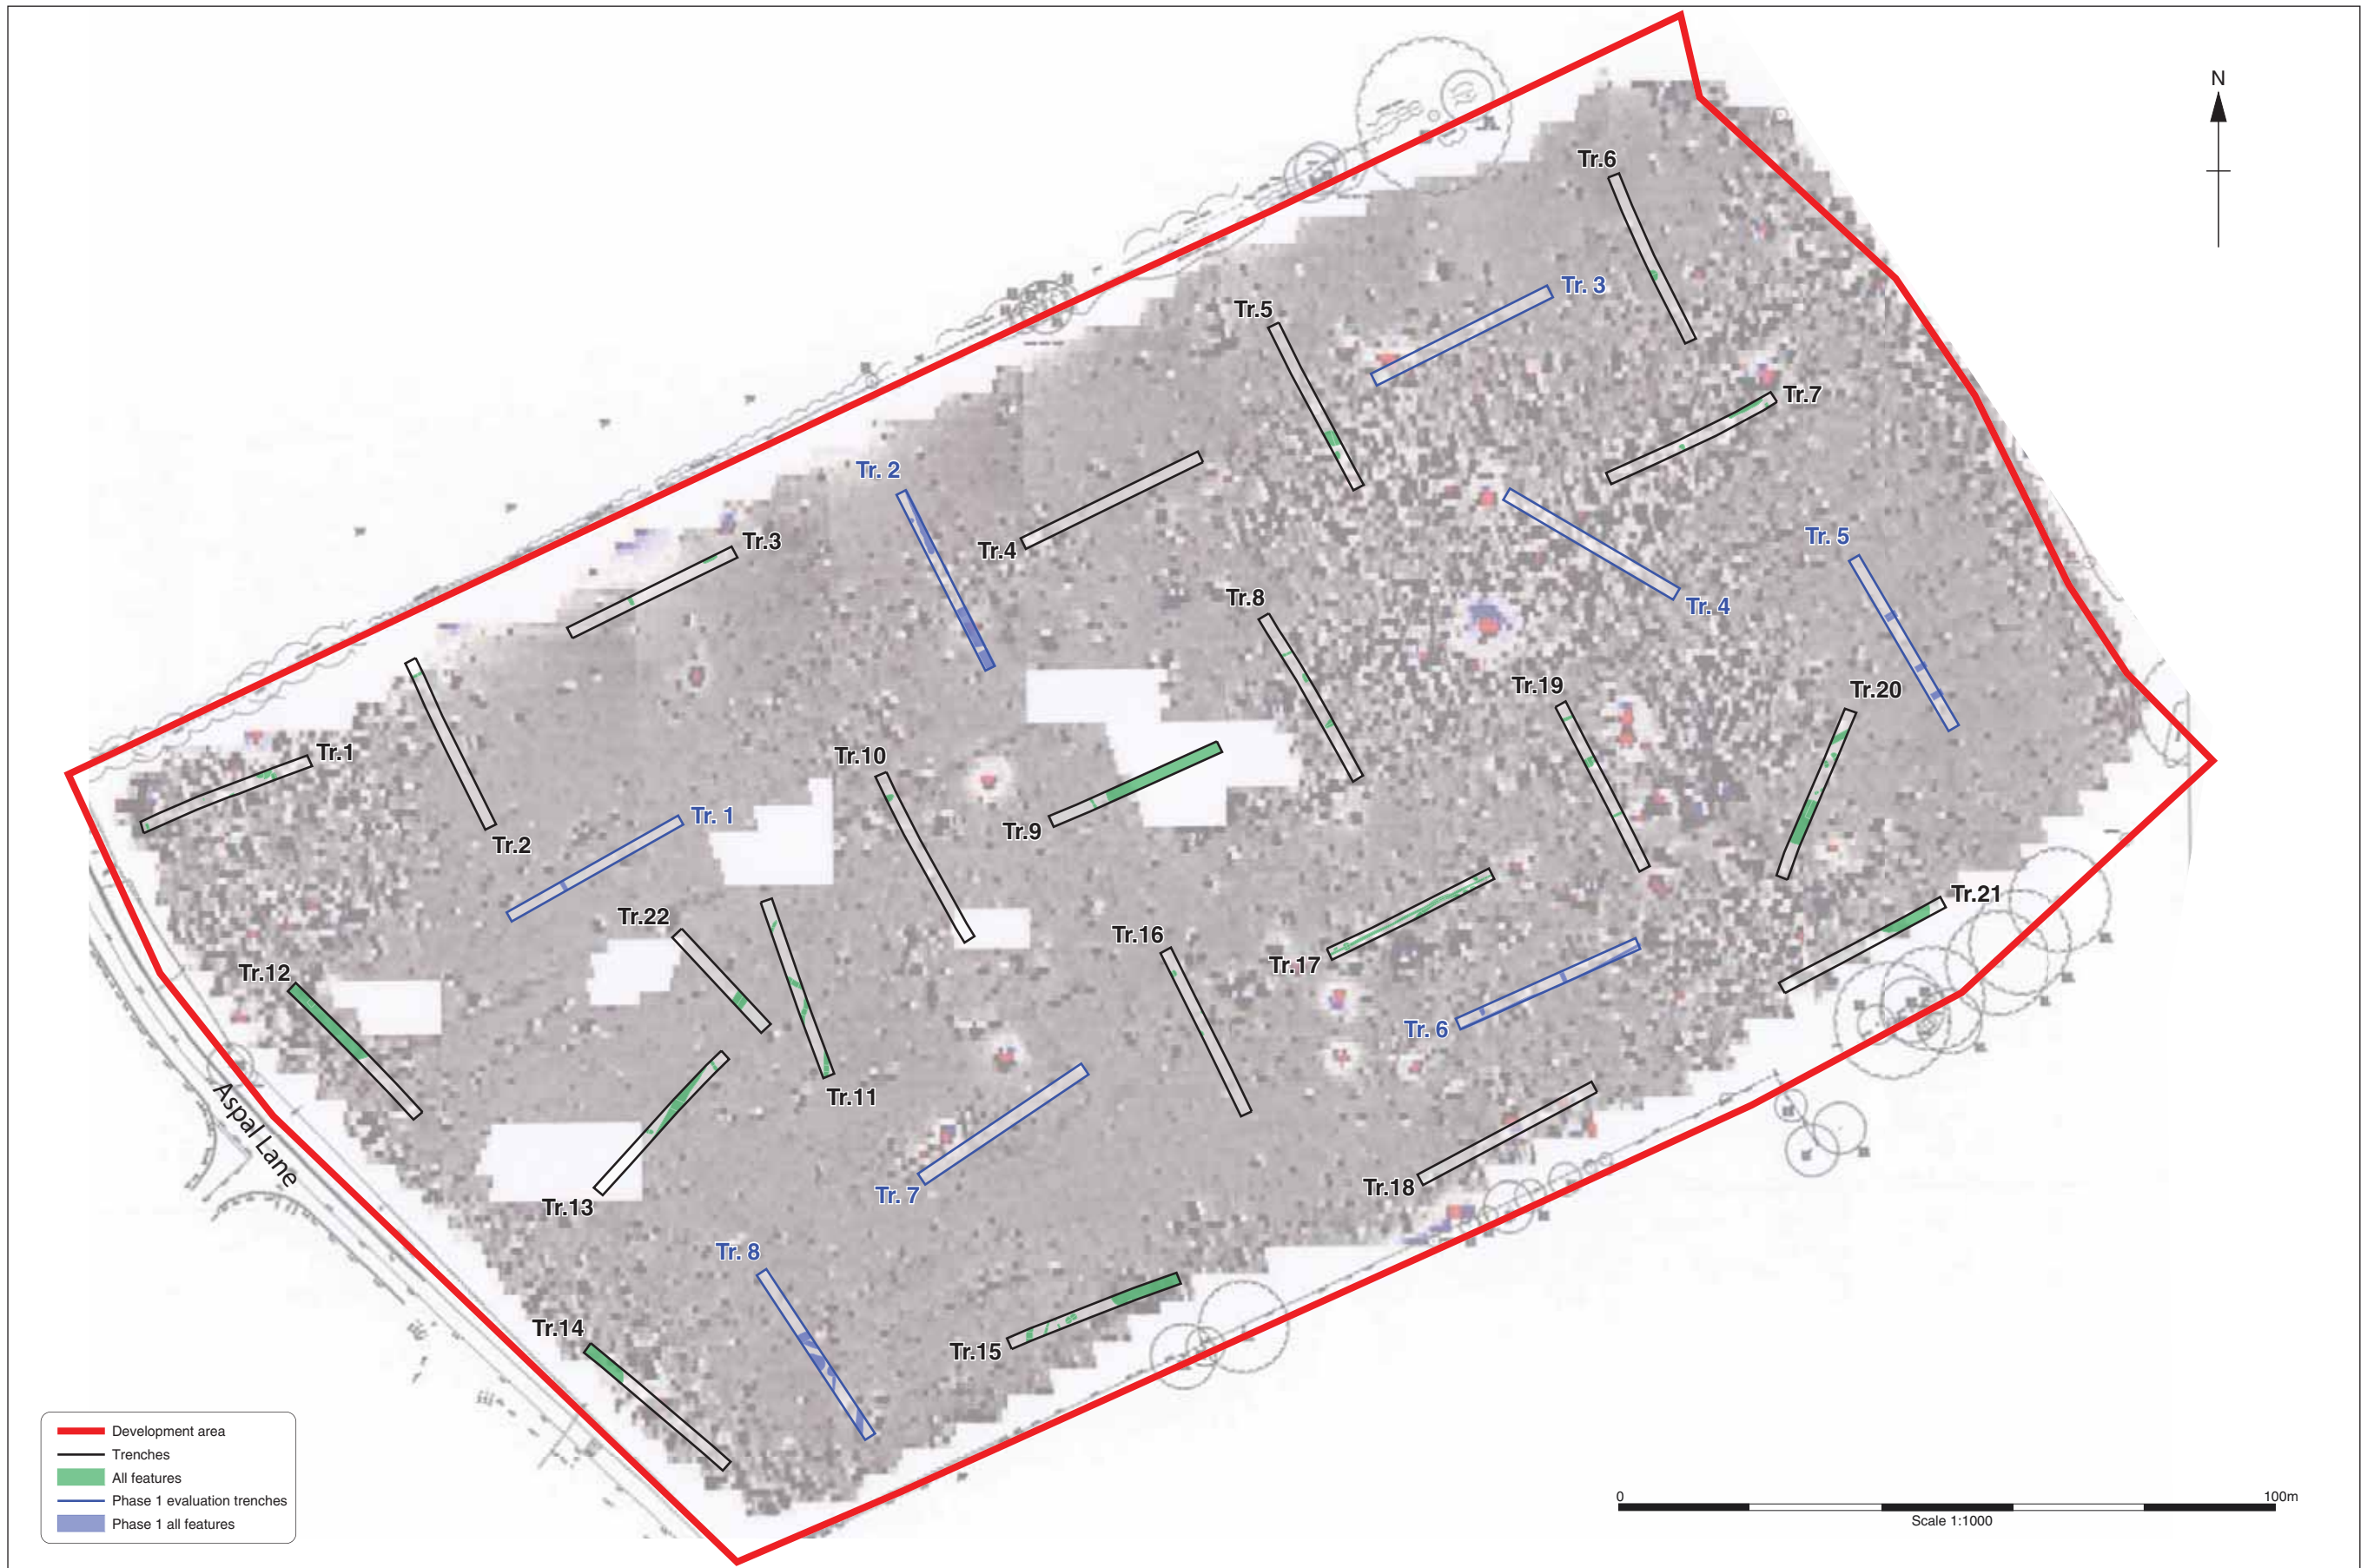 N
Tr.6
Tr. 3
Tr.5
Tr.7
Tr. 2
Tr.3
Tr.4
Tr. 5
Tr.8
Tr. 4
Tr.19
Tr.20
Tr.1
Tr.10
Tr. 1
Tr.9
Tr.2
Tr.21
Tr.22
Tr.16
Tr.17
Tr.12
Tr. 6
Tr.11
Aspal Lane
Tr.18
Tr. 7
Tr.13
Tr. 8
Tr.14
Tr.15
Development area
Trenches
All features
Phase 1 evaluation trenches
Phase 1 all features
0 100m
Scale 1:1000